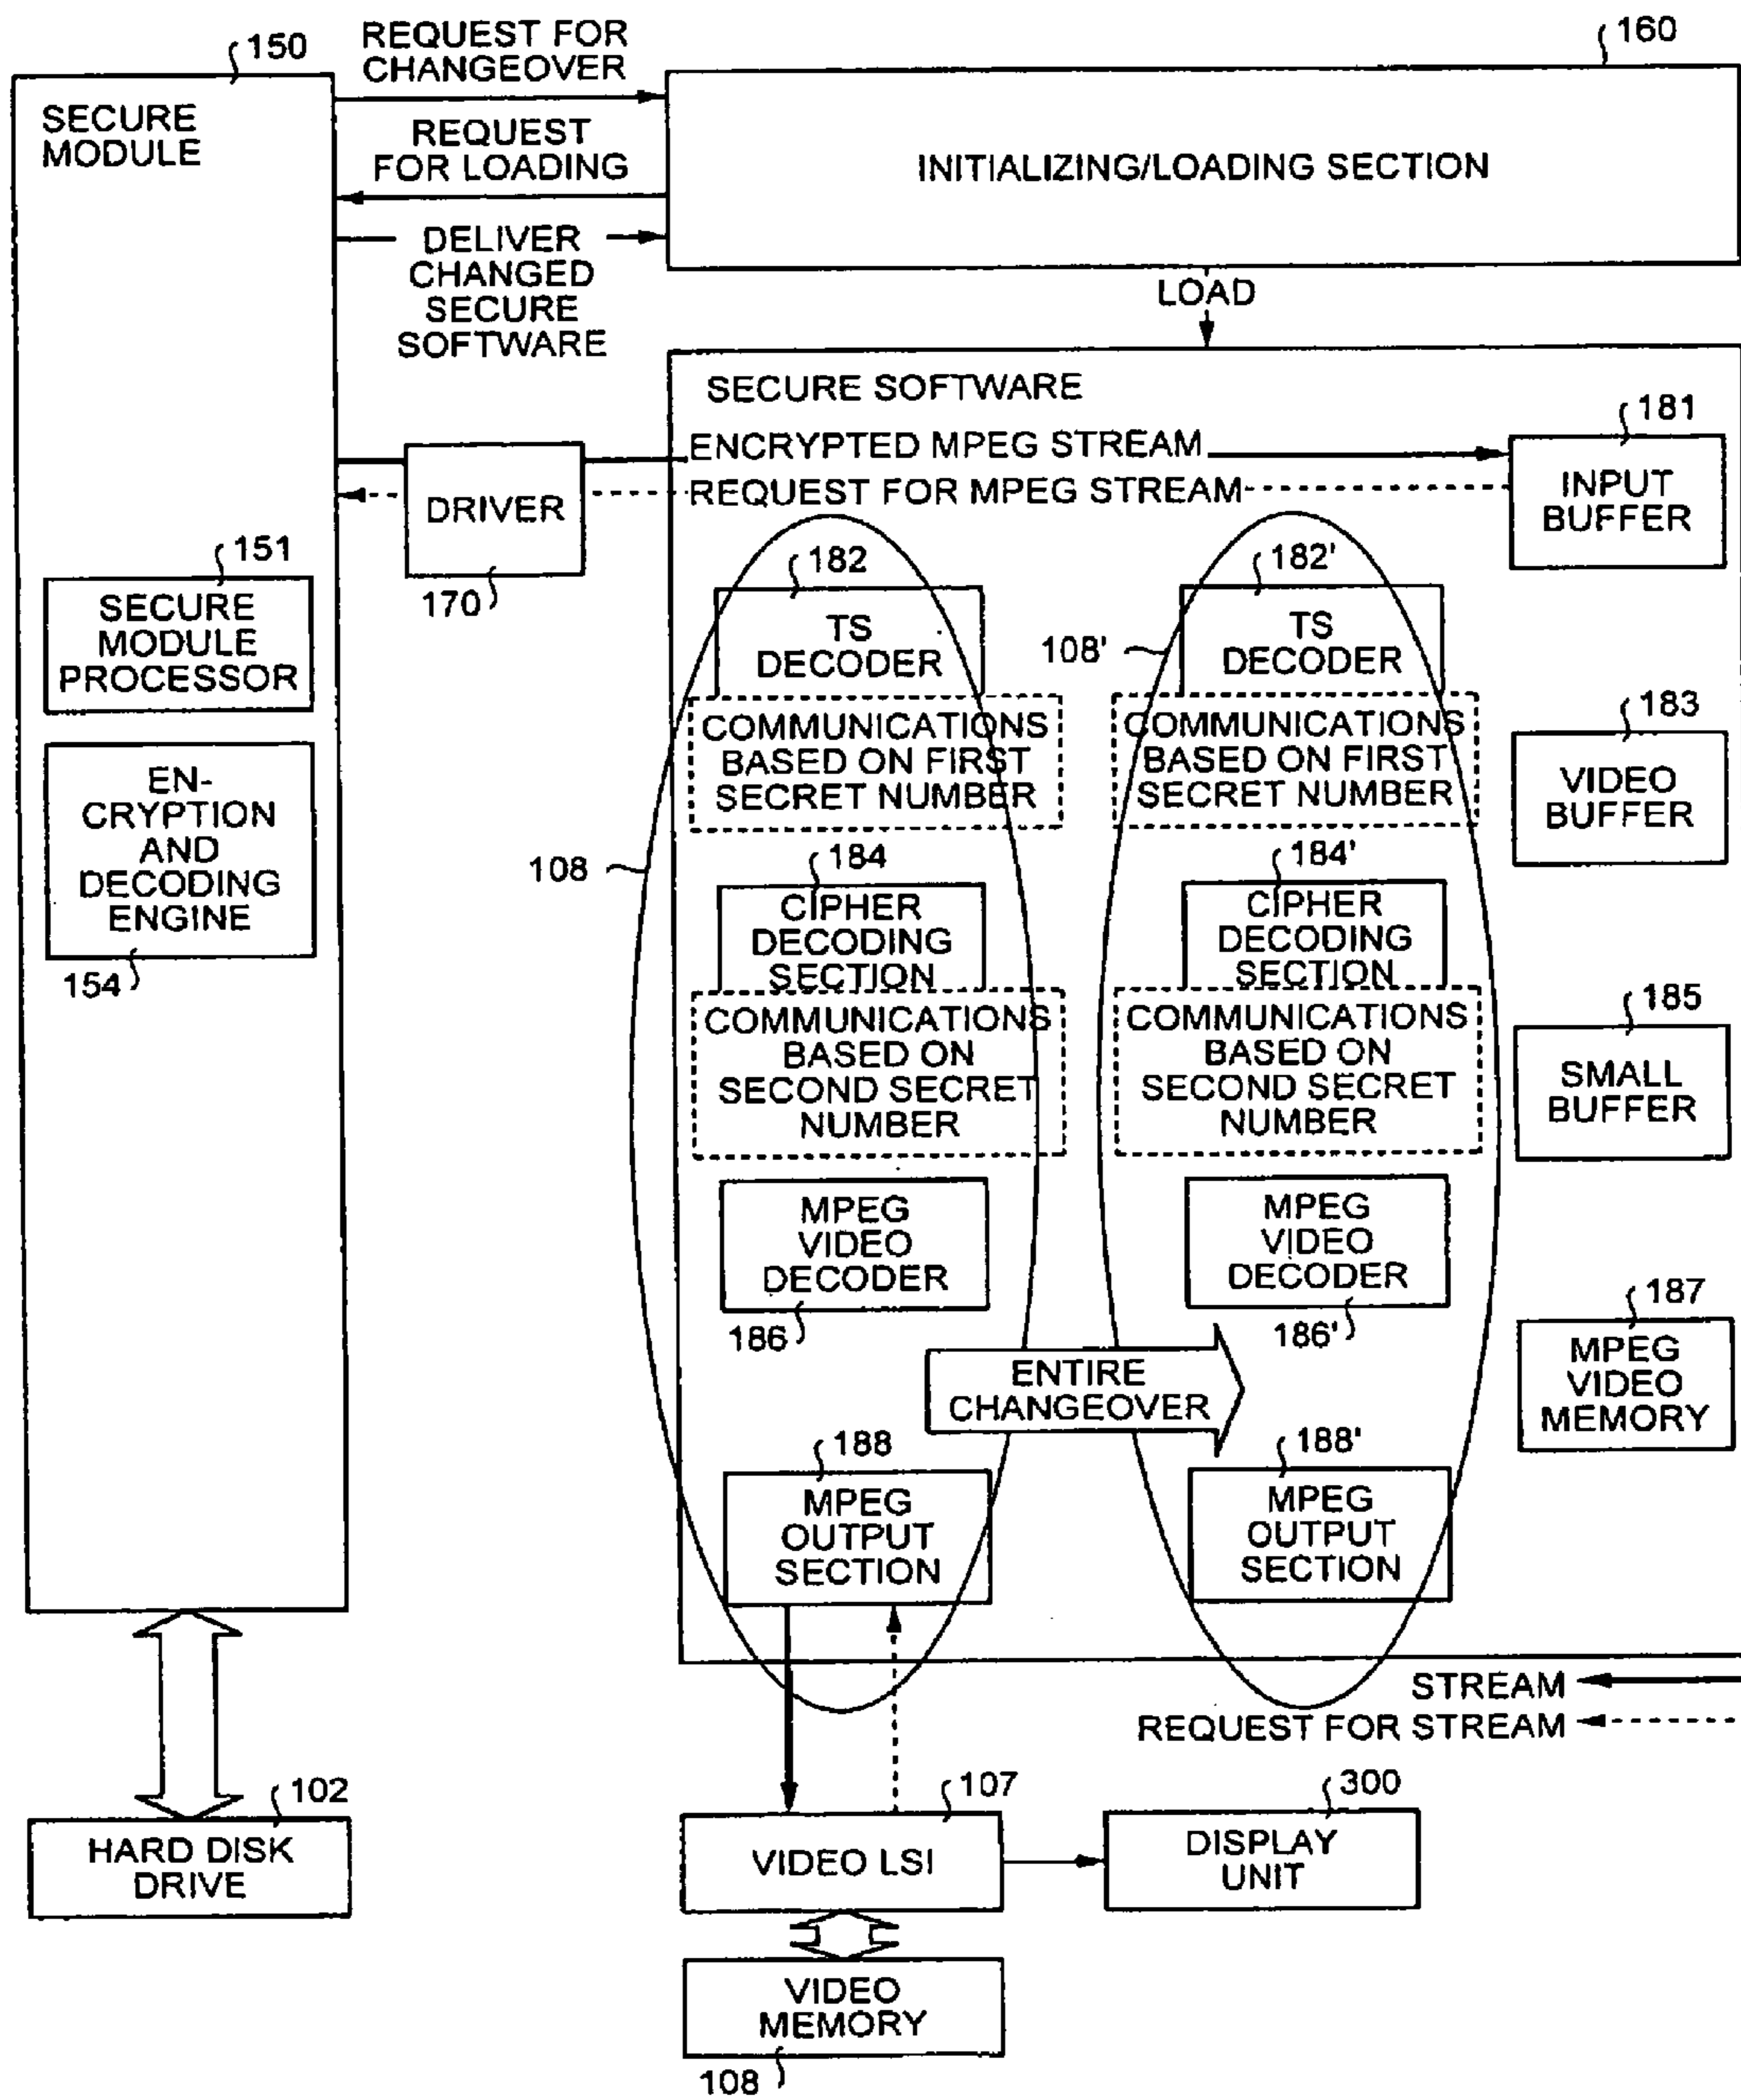 150
REQUEST FOR
CHANGEOVER
160
SECURE
MODULE
REQUEST
FOR LOADING
INITIALIZING/LOADING SECTION
DELIVER
CHANGED
SECURE
SOFTWARE
LOAD
SECURE SOFTWARE
ENCRYPTED MPEG STREAM
REQUEST FOR MPEG STREAM
181
INPUT
BUFFER
DRIVER
170
151
SECURE
MODULE
PROCESSOR
EN-
CRYPTION
AND
DECODING
ENGINE
154
182
TS
DECODER
COMMUNICATIONS
BASED ON FIRST
SECRET NUMBER
108
184
CIPHER
DECODING
SECTION
COMMUNICATIONS
BASED ON
SECOND SECRET
NUMBER
MPEG
VIDEO
DECODER
186
182'
108'
TS
DECODER
COMMUNICATIONS
BASED ON FIRST
SECRET NUMBER
184'
CIPHER
DECODING
SECTION
COMMUNICATIONS
BASED ON
SECOND SECRET
NUMBER
MPEG
VIDEO
DECODER
186'
183
VIDEO
BUFFER
185
SMALL
BUFFER
187
MPEG
VIDEO
MEMORY
ENTIRE
CHANGEOVER
188
MPEG
OUTPUT
SECTION
188'
MPEG
OUTPUT
SECTION
STREAM
REQUEST FOR STREAM
102
HARD DISK
DRIVE
107
VIDEO LSI
300
DISPLAY
UNIT
VIDEO
MEMORY
108